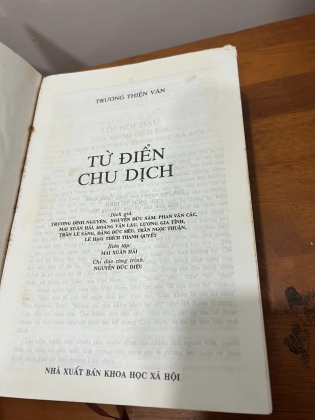 TRƯƠNG THIỆN VĂN
TỪ ĐIỂN
CHU DỊCH
Dịch giả:
TRƯƠNG ĐÌNH NGUYÊN, NGUYỄN ĐỨC SÂM, PHAN VĂN CÁC,
MAI XUÂN HẢI, HOÀNG VĂN LÂU, LƯƠNG GIA TĨNH,
TRẦN LÊ SÁNG, ĐẶNG ĐỨC SIÊU, TRẦN NGỌC THUẬN,
LÊ HẠO, THÍCH THANH QUYẾT
Biên tập:
MAI XUÂN HẢI
Chỉ đạo công trình:
NGUYỄN ĐỨC DIỆU
NHÀ XUẤT BẢN KHOA HỌC XÃ HỘI